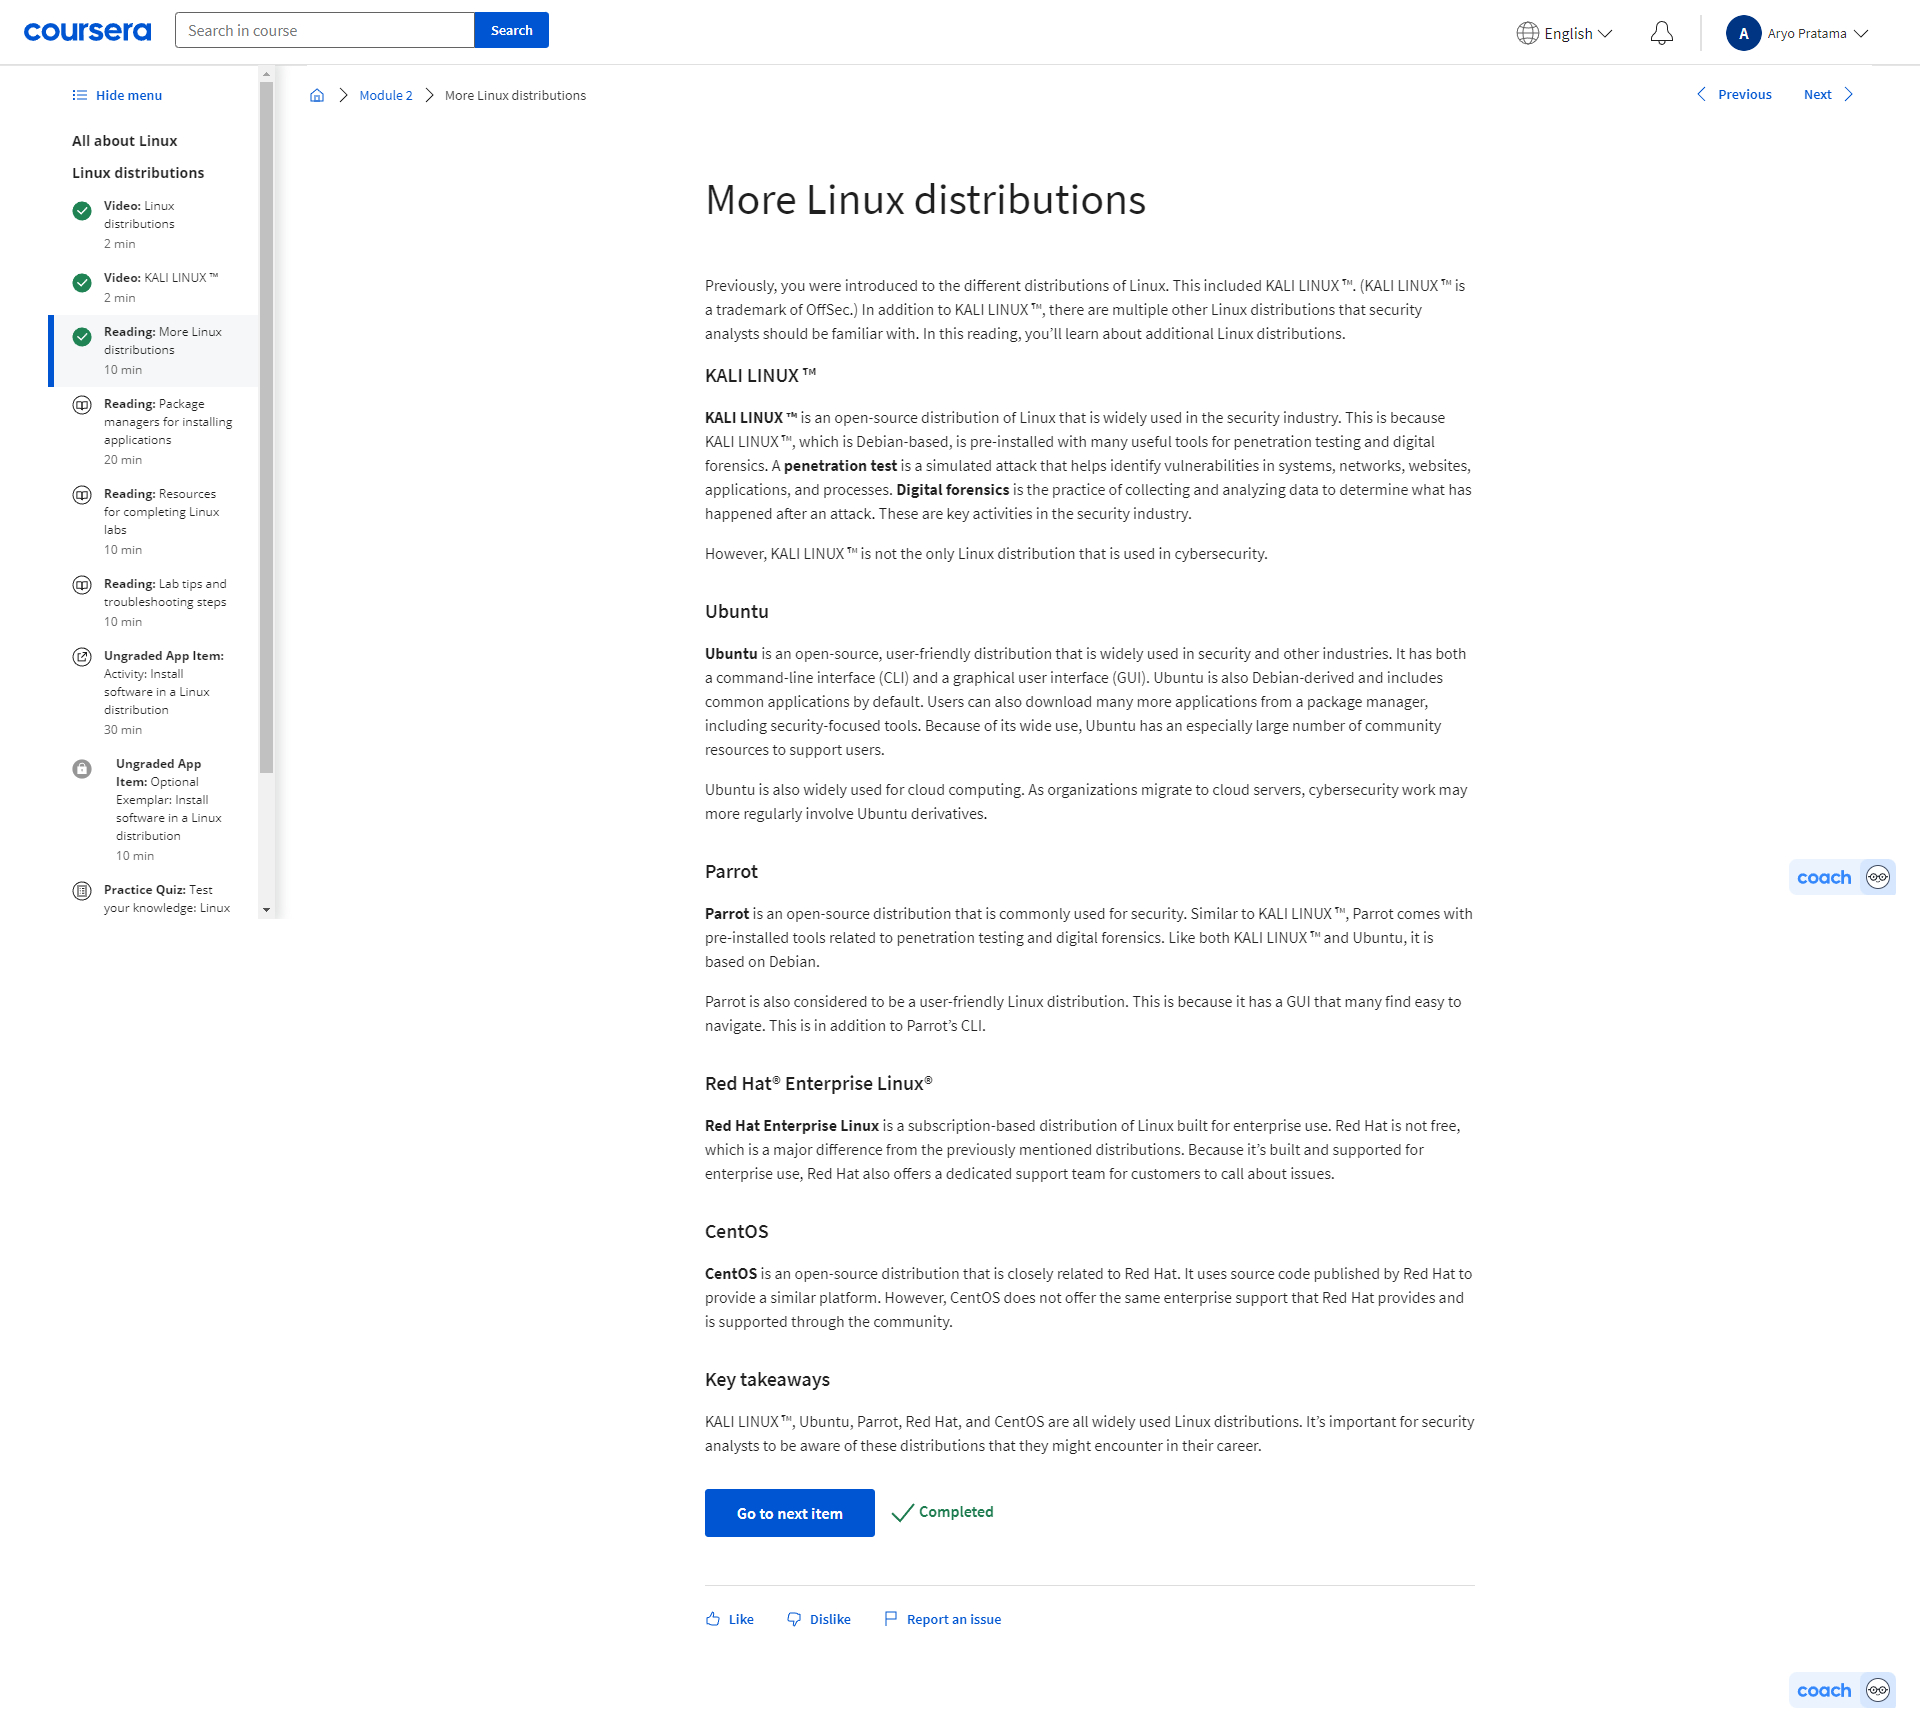 coursera
Search in course
Search
English
A
Aryo Pratama
Hide menu
All about Linux
Linux distributions
Video: Linux
distributions
2 min
Video: KALI LINUX ™
2 min
Reading: More Linux
distributions
10 min
Reading: Package
managers for installing
applications
20 min
Reading: Resources
for completing Linux
labs
10 min
Reading: Lab tips and
troubleshooting steps
10 min
Ungraded App Item:
Activity: Install
software in a Linux
distribution
30 min
Ungraded App
Item: Optional
Exemplar: Install
software in a Linux
distribution
10 min
Practice Quiz: Test
your knowledge: Linux
Module 2
More Linux distributions
Previous
Next
More Linux distributions
Previously, you were introduced to the different distributions of Linux. This included KALI LINUX ™. (KALI LINUX ™ is
a trademark of OffSec.) In addition to KALI LINUX ™, there are multiple other Linux distributions that security
analysts should be familiar with. In this reading, you’ll learn about additional Linux distributions.
KALI LINUX ™
KALI LINUX ™ is an open-source distribution of Linux that is widely used in the security industry. This is because
KALI LINUX ™, which is Debian-based, is pre-installed with many useful tools for penetration testing and digital
forensics. A penetration test is a simulated attack that helps identify vulnerabilities in systems, networks, websites,
applications, and processes. Digital forensics is the practice of collecting and analyzing data to determine what has
happened after an attack. These are key activities in the security industry.
However, KALI LINUX ™ is not the only Linux distribution that is used in cybersecurity.
Ubuntu
Ubuntu is an open-source, user-friendly distribution that is widely used in security and other industries. It has both
a command-line interface (CLI) and a graphical user interface (GUI). Ubuntu is also Debian-derived and includes
common applications by default. Users can also download many more applications from a package manager,
including security-focused tools. Because of its wide use, Ubuntu has an especially large number of community
resources to support users.
Ubuntu is also widely used for cloud computing. As organizations migrate to cloud servers, cybersecurity work may
more regularly involve Ubuntu derivatives.
Parrot
Parrot is an open-source distribution that is commonly used for security. Similar to KALI LINUX ™, Parrot comes with
pre-installed tools related to penetration testing and digital forensics. Like both KALI LINUX ™ and Ubuntu, it is
based on Debian.
Parrot is also considered to be a user-friendly Linux distribution. This is because it has a GUI that many find easy to
navigate. This is in addition to Parrot’s CLI.
Red Hat® Enterprise Linux®
Red Hat Enterprise Linux is a subscription-based distribution of Linux built for enterprise use. Red Hat is not free,
which is a major difference from the previously mentioned distributions. Because it’s built and supported for
enterprise use, Red Hat also offers a dedicated support team for customers to call about issues.
CentOS
CentOS is an open-source distribution that is closely related to Red Hat. It uses source code published by Red Hat to
provide a similar platform. However, CentOS does not offer the same enterprise support that Red Hat provides and
is supported through the community.
Key takeaways
KALI LINUX ™, Ubuntu, Parrot, Red Hat, and CentOS are all widely used Linux distributions. It’s important for security
analysts to be aware of these distributions that they might encounter in their career.
Go to next item
Completed
Like
Dislike
Report an issue
coach
coach